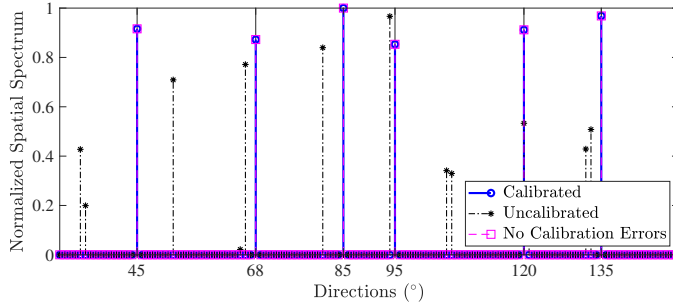 Normalized Spatial Spectrum
1
0.8
0.6
0.4
0.2
0
45 68 85 95 120 135
Directions (°)
Calibrated
Uncalibrated
No Calibration Errors